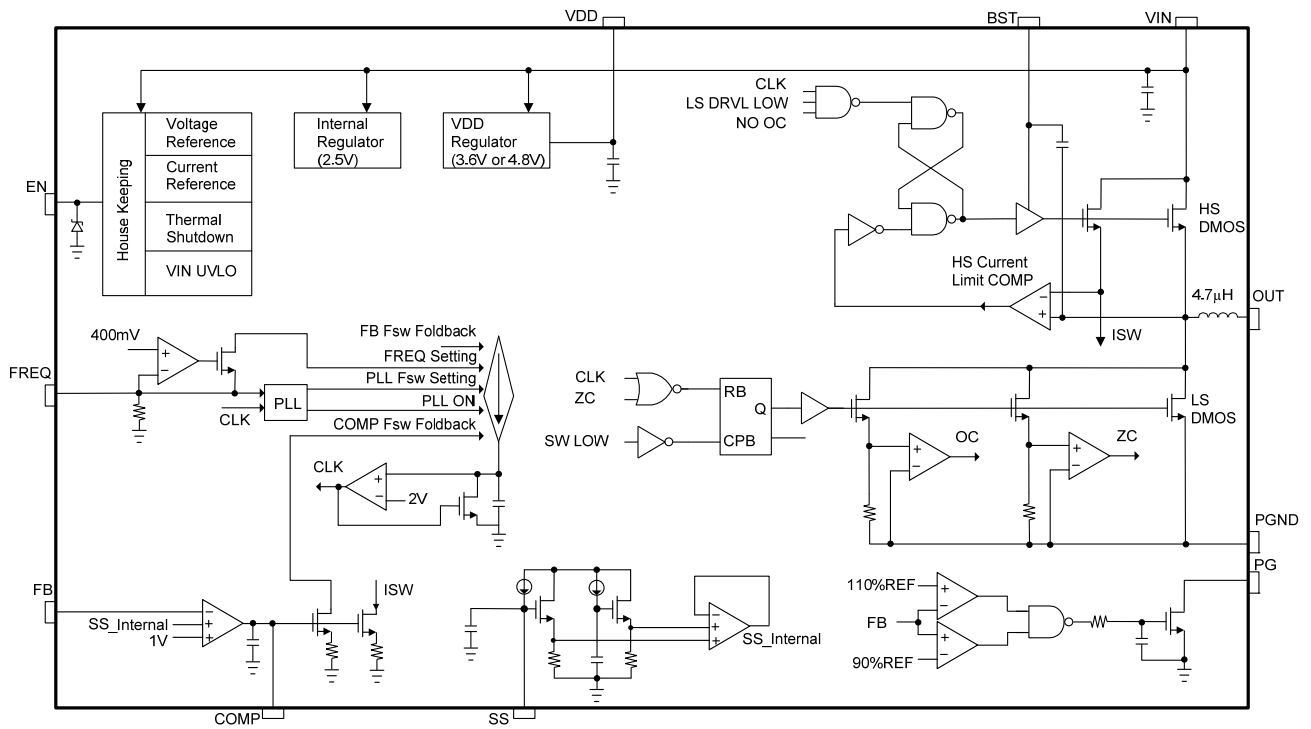 VDD
BST
VIN
CLK
LS DRVL LOW
NO OC
House Keeping
Voltage
Reference
Current
Reference
Thermal
Shutdown
VIN UVLO
Internal
Regulator
(2.5V)
VDD
Regulator
(3.6V or 4.8V)
EN
HS
DMOS
HS Current
Limit COMP
-
+
4.7µH
OUT
ISW
400mV
+
-
FREQ
PLL
CLK
FB Fsw Foldback
FREQ Setting
PLL Fsw Setting
PLL ON
COMP Fsw Foldback
CLK
+
-
2V
CLK
ZC
SW LOW
RB
Q
CPB
LS
DMOS
+
-
OC
+
-
ZC
PGND
PG
FB
SS_Internal
1V
-
+
+
ISW
COMP
SS
-
+
+
SS_Internal
110%REF
FB
90%REF
+
-
+
-